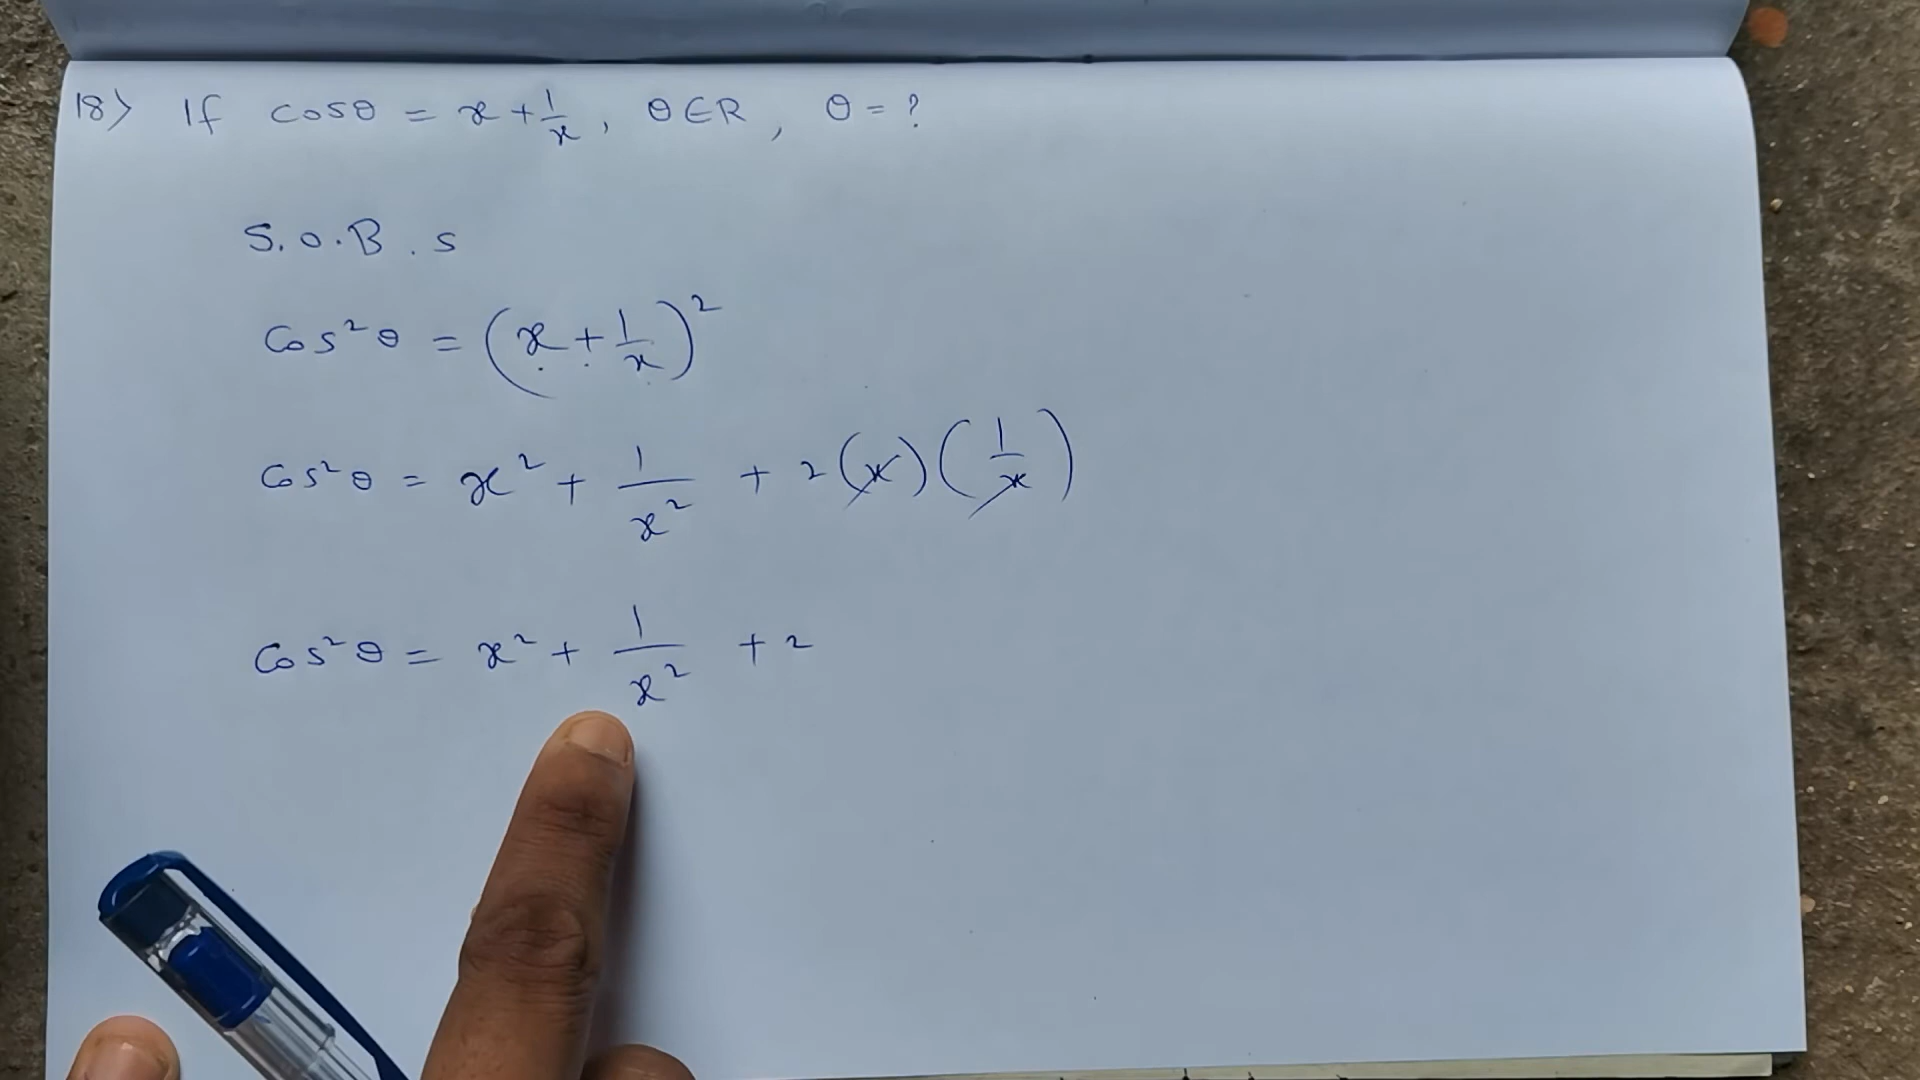 18) If cosθ = x + 1/x, θ∈R, θ = ?
S.O.B.S
Cos²θ = (x + 1/x)²
Cos²θ = x² + 1/x² + 2(x)(1/x)
Cos²θ = x² + 1/x² + 2